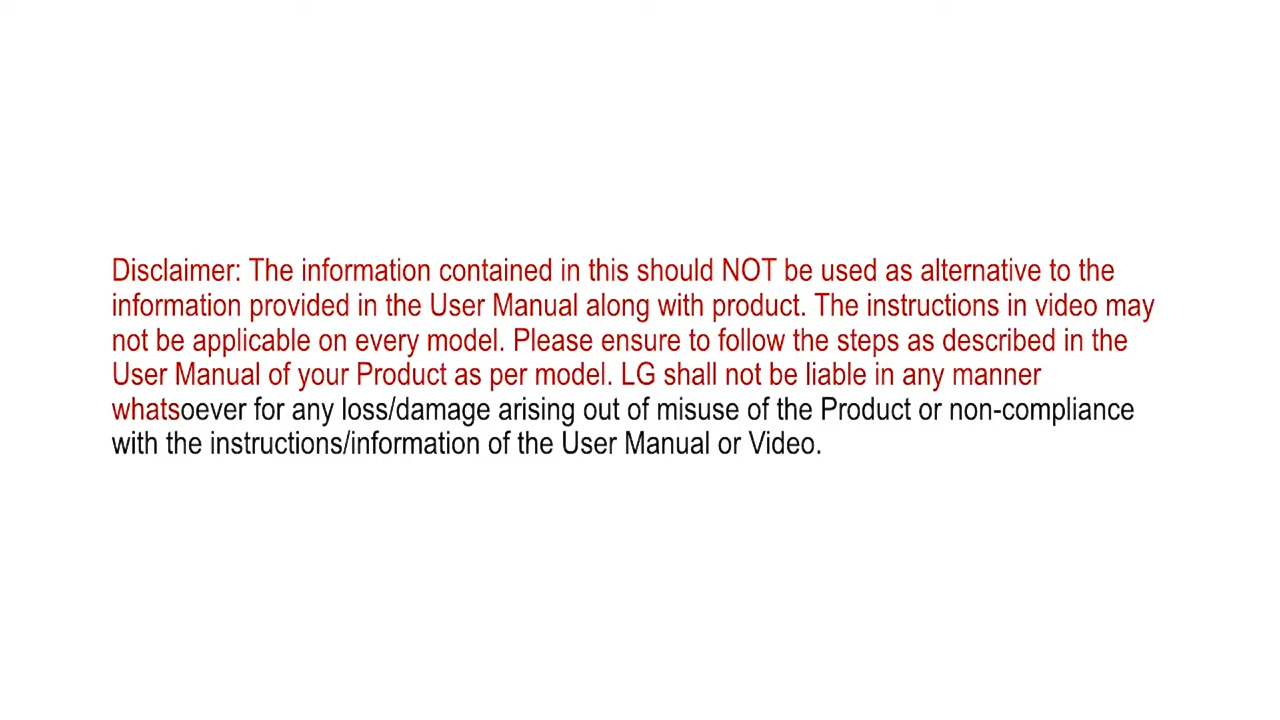 Disclaimer: The information contained in this should NOT be used as alternative to the
information provided in the User Manual along with product. The instructions in video may
not be applicable on every model. Please ensure to follow the steps as described in the
User Manual of your Product as per model. LG shall not be liable in any manner
whatsoever for any loss/damage arising out of misuse of the Product or non-compliance
with the instructions/information of the User Manual or Video.